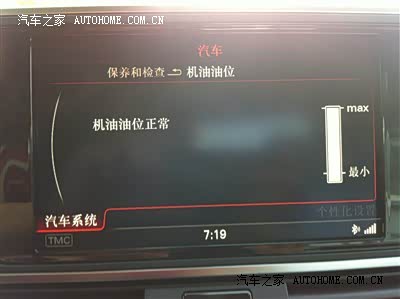 汽车之家 AUTOHOME.COM.CN
汽车
保养和检查 机油油位
max
机油油位正常
最小
汽车系统 个性化设置
TMC 7:19
汽车之家 AUTOHOME.COM.CN